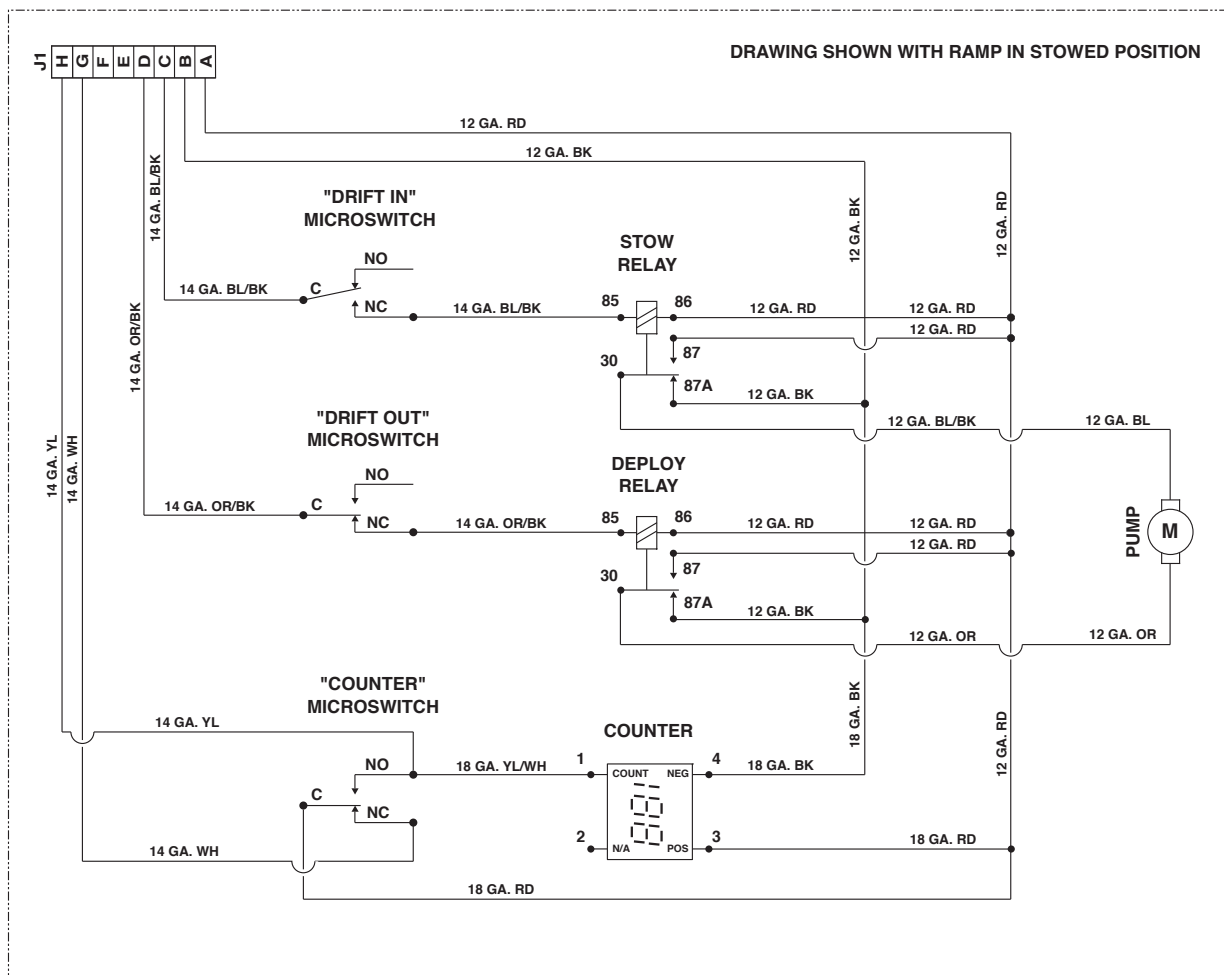 DRAWING SHOWN WITH RAMP IN STOWED POSITION
J1
H G F E D C B A
12 GA. RD
12 GA. BK
14 GA. BL/BK
14 GA. OR/BK
14 GA. YL
14 GA. WH
12 GA. BK
12 GA. RD
"DRIFT IN"
MICROSWITCH
NO
C
NC
14 GA. BL/BK
14 GA. BL/BK
STOW
RELAY
85
86
12 GA. RD
12 GA. RD
12 GA. RD
30
87
87A
12 GA. BK
12 GA. BL/BK
12 GA. BL
"DRIFT OUT"
MICROSWITCH
NO
C
NC
14 GA. OR/BK
14 GA. OR/BK
DEPLOY
RELAY
85
86
12 GA. RD
12 GA. RD
12 GA. RD
30
87
87A
12 GA. BK
12 GA. OR
12 GA. OR
PUMP
M
"COUNTER"
MICROSWITCH
14 GA. YL
NO
C
NC
14 GA. WH
18 GA. YL/WH
18 GA. RD
COUNTER
1
COUNT
NEG
4
18 GA. BK
18 GA. BK
12 GA. RD
2
N/A
POS
3
18 GA. RD